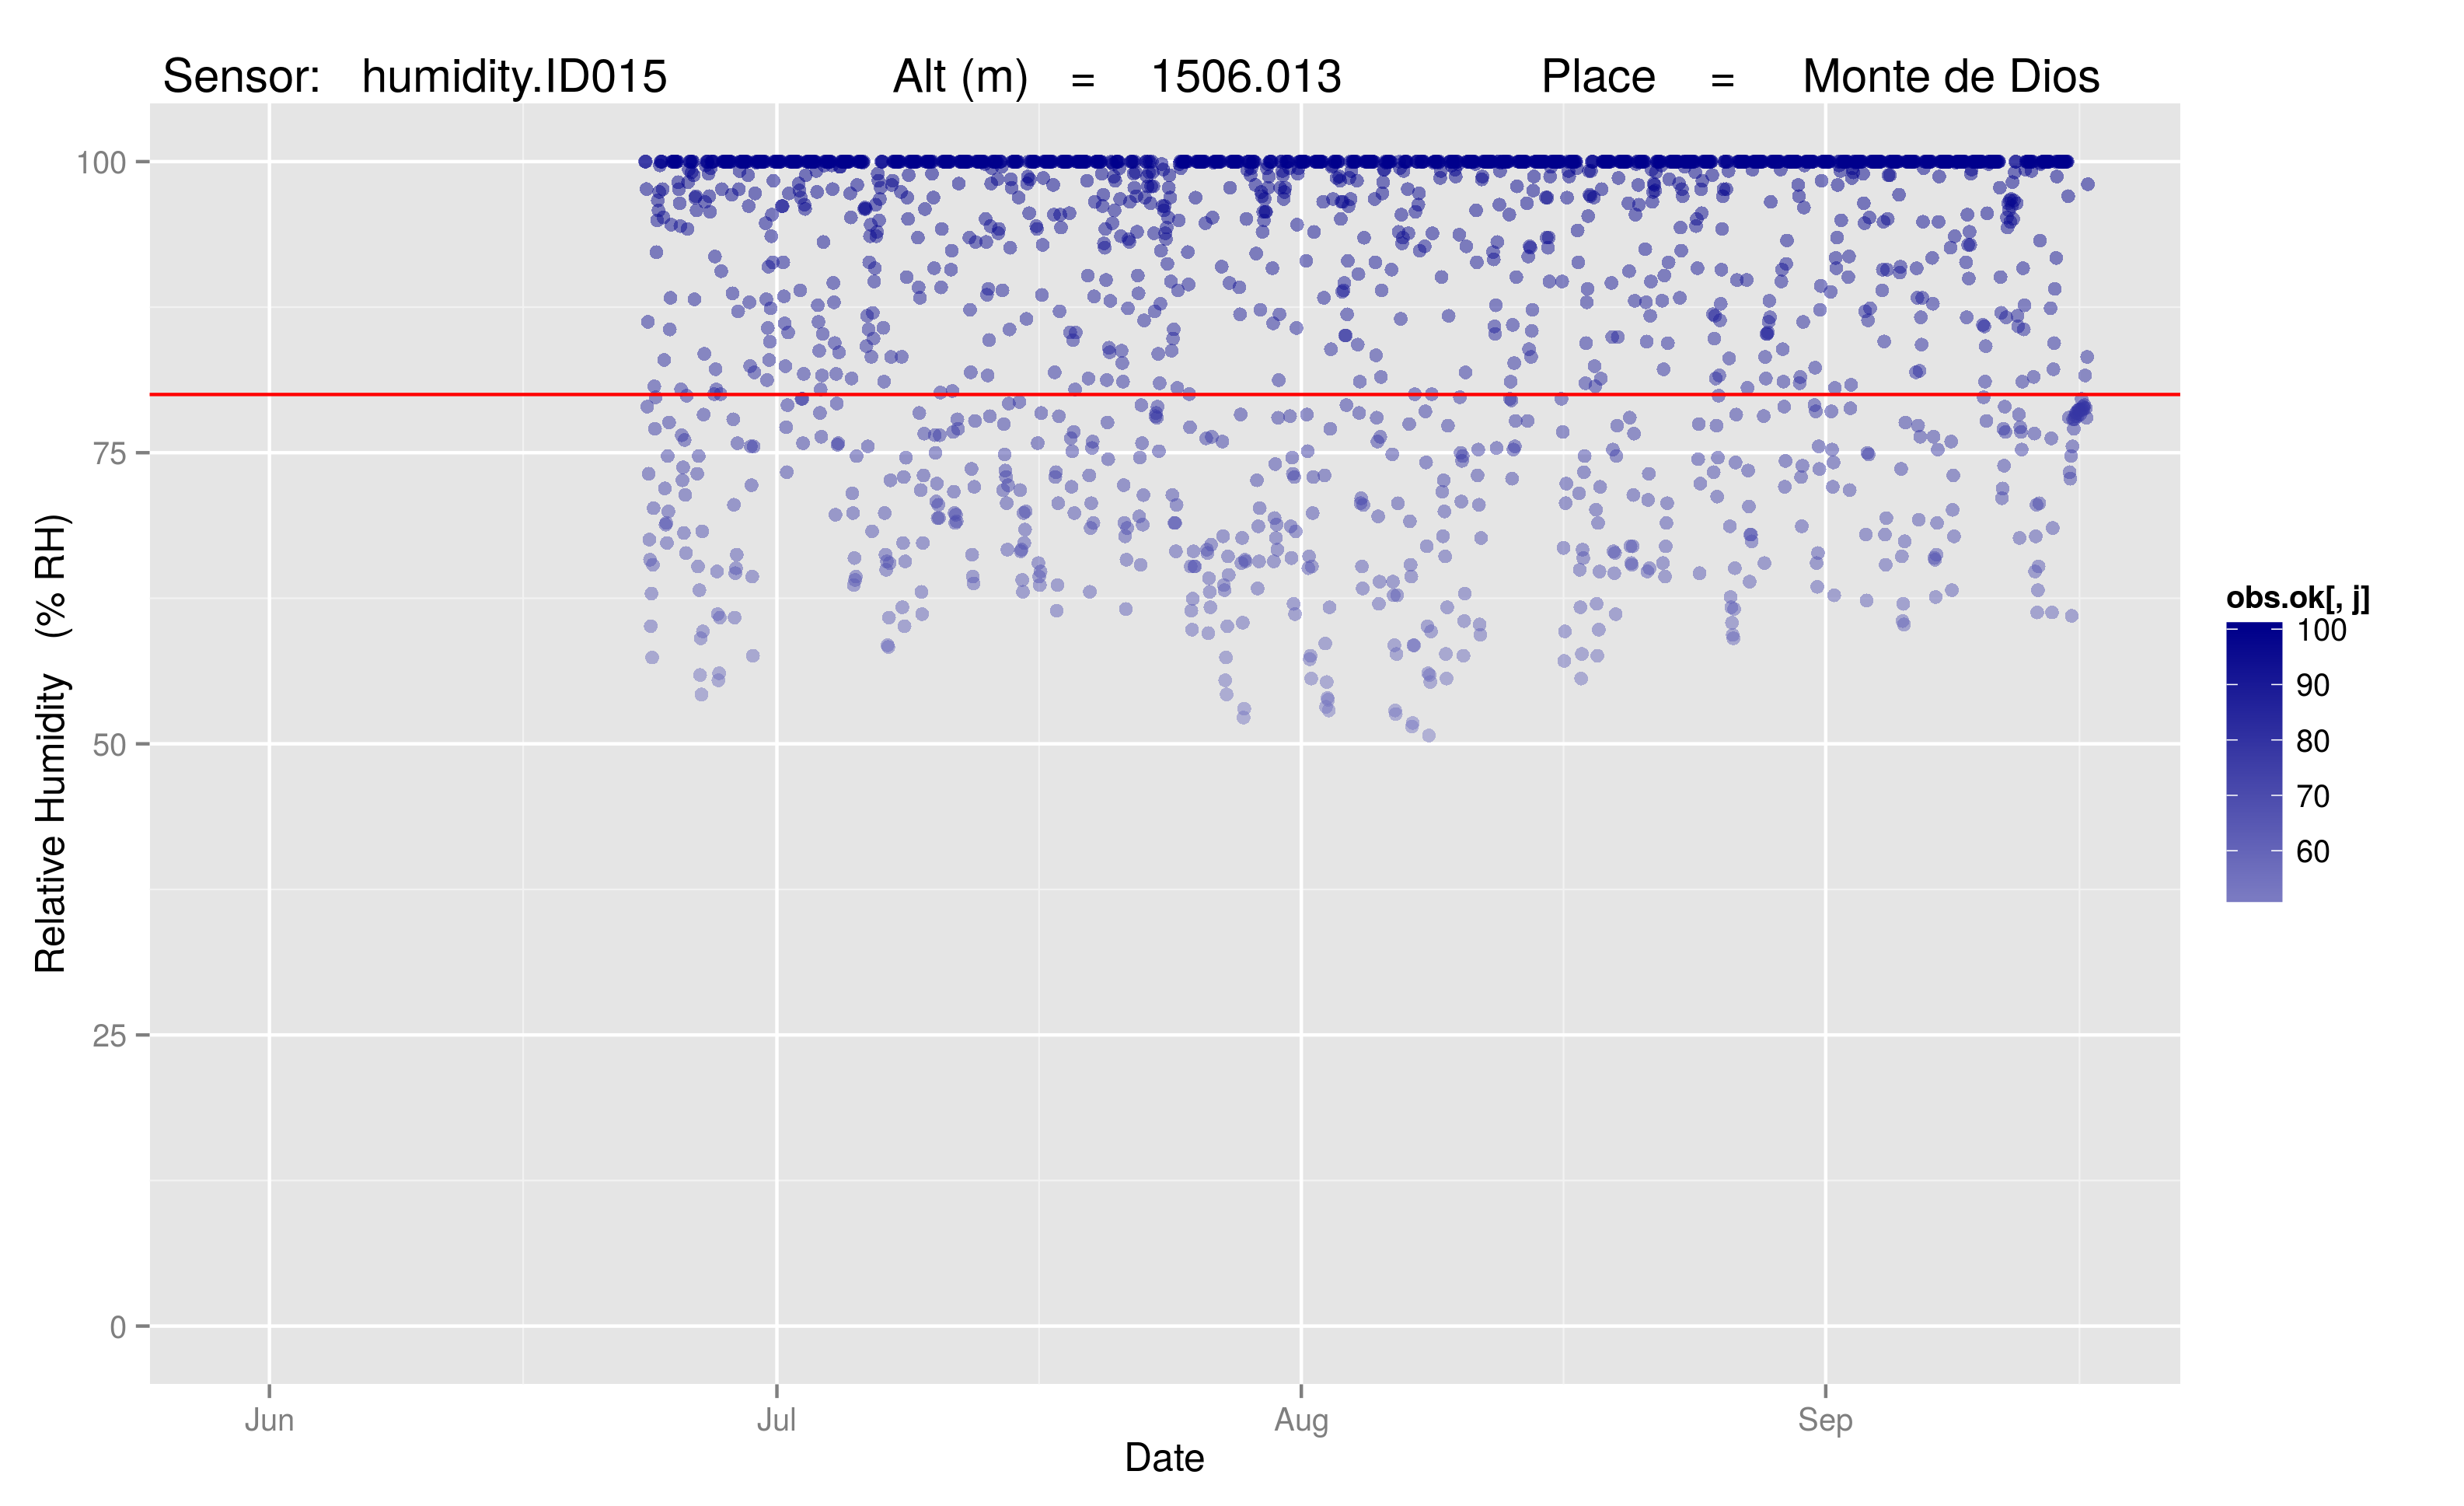 Sensor: humidity.ID015 Alt (m) = 1506.013 Place = Monte de Dios
100
75
50
25
0
Relative Humidity (% RH)
Jun Jul Aug Sep
Date
obs.ok[, j]
100
90
80
70
60